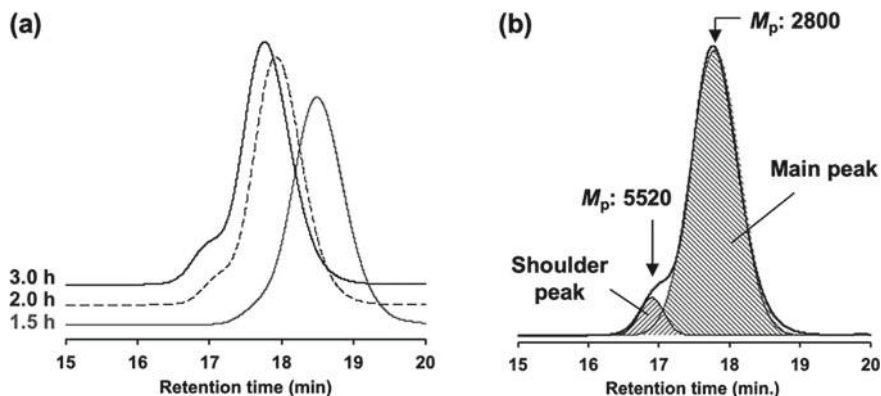 (a)
3.0 h
2.0 h
1.5 h
15 16 17 18 19 20
Retention time (min)
(b)
Mp: 2800
Main peak
Mp: 5520
Shoulder
peak
15 16 17 18 19 20
Retention time (min.)